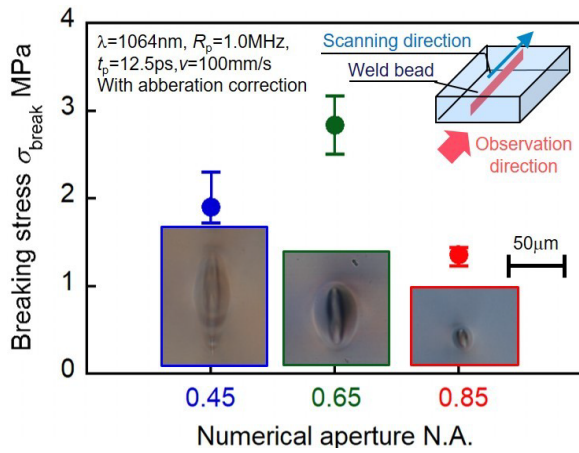 λ=1064nm, Rp=1.0MHz,
tp=12.5ps,v=100mm/s
With abberation correction
Scanning direction
Weld bead
Observation
direction
50μm
Breaking stress σbreak MPa
4
3
2
1
0
0.45 0.65 0.85
Numerical aperture N.A.